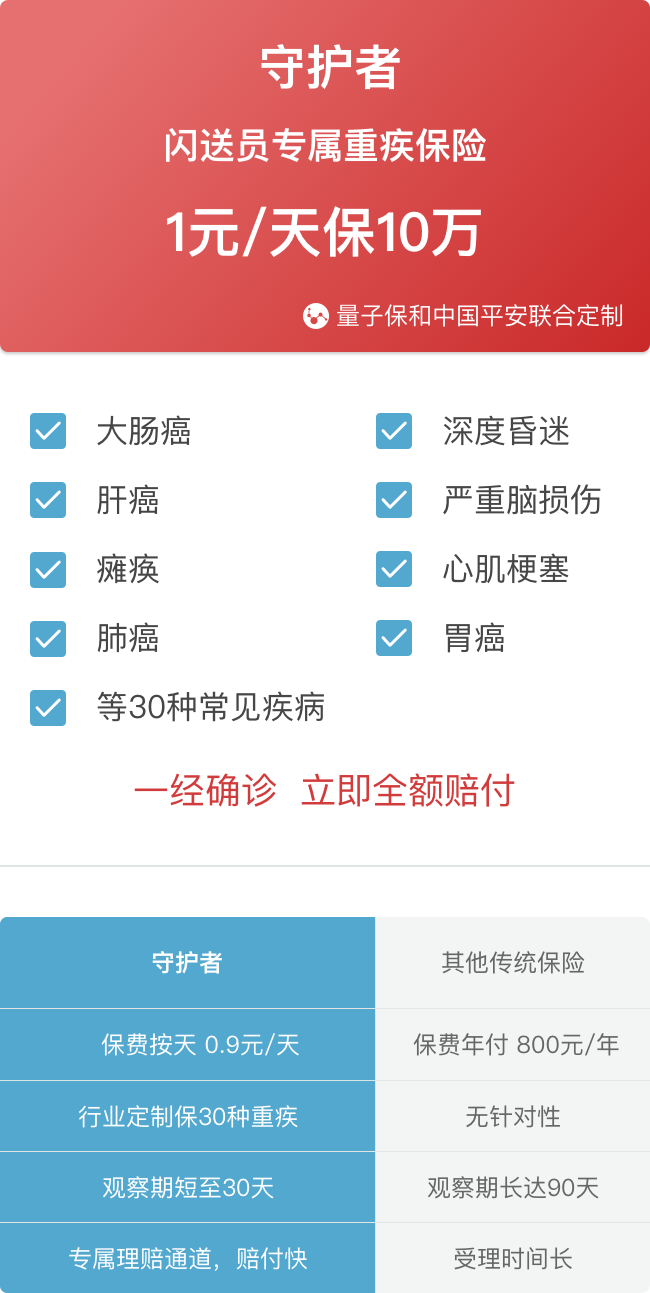 守护者
闪送员专属重疾保险
1元/天保10万
量子保和中国平安联合定制
大肠癌 深度昏迷
肝癌 严重脑损伤
瘫痪 心肌梗塞
肺癌 胃癌
等30种常见疾病
一经确诊 立即全额赔付
守护者 其他传统保险
保费按天 0.9元/天 保费年付 800元/年
行业定制保30种重疾 无针对性
观察期短至30天 观察期长达90天
专属理赔通道，赔付快 受理时间长